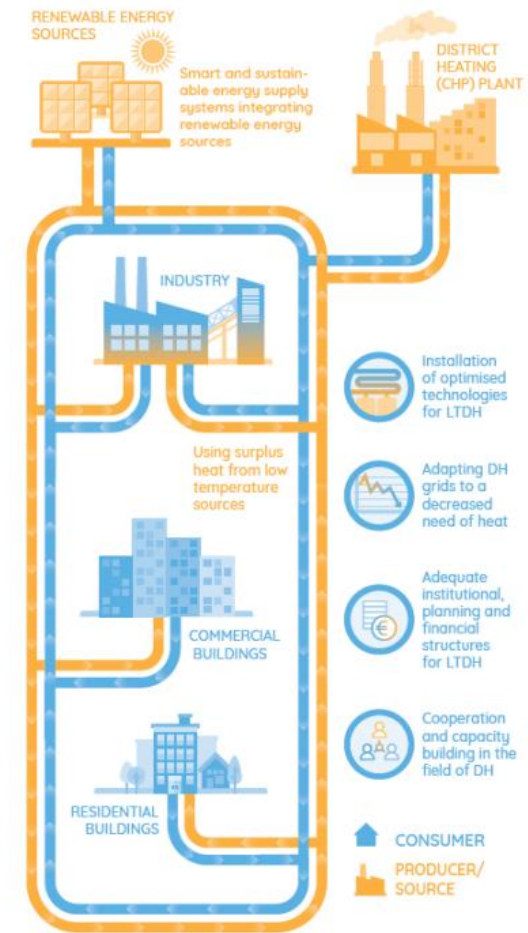 RENEWABLE ENERGY
SOURCES
Smart and sustain-
able energy supply
systems integrating
renewable energy
sources
DISTRICT
HEATING
(CHP) PLANT
INDUSTRY
Using surplus
heat from low
temperature
sources
COMMERCIAL
BUILDINGS
RESIDENTIAL
BUILDINGS
Installation
of optimised
technologies
for LTDH
Adapting DH
grids to a
decreased
need of heat
€
Adequate
institutional,
planning and
financial
structures
for LTDH
Cooperation
and capacity
building in the
field of DH
CONSUMER
PRODUCER/
SOURCE